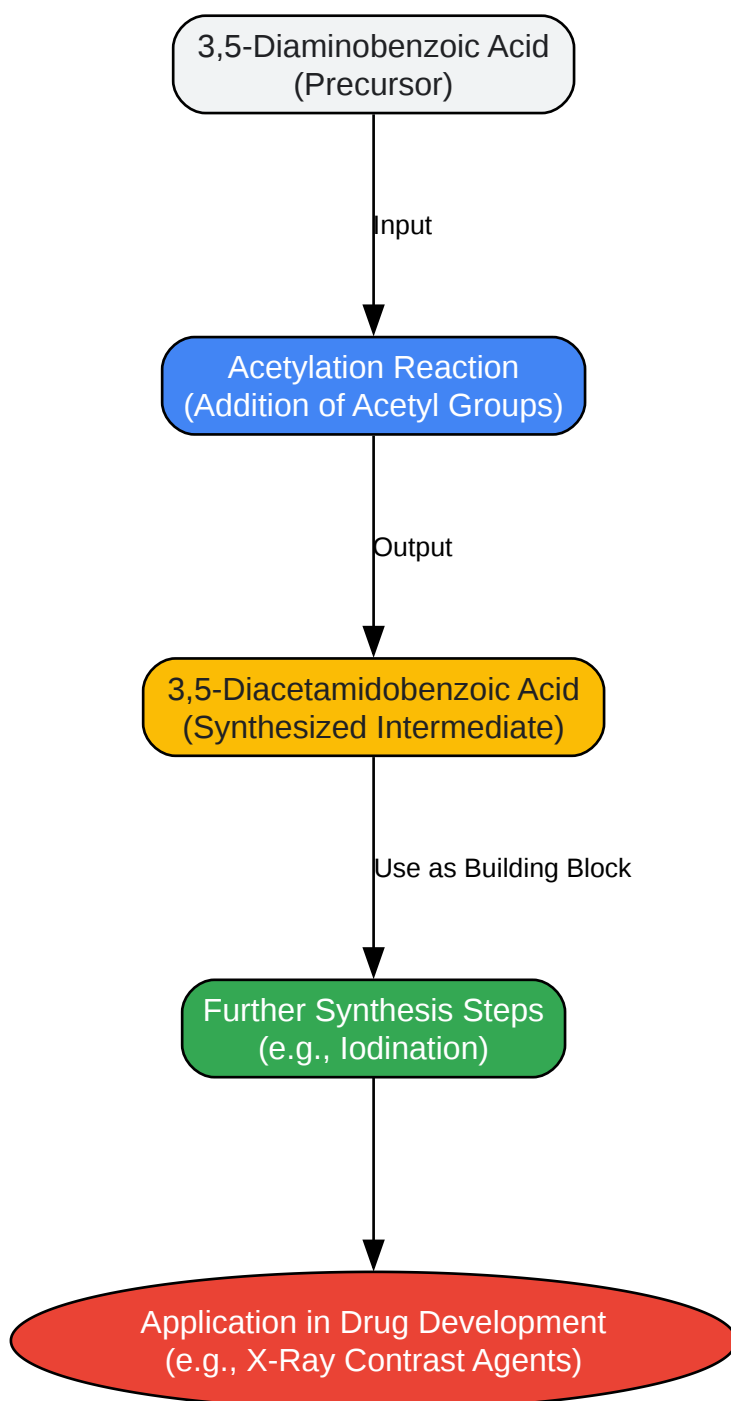 3,5-Diaminobenzoic Acid
(Precursor)
Input
Acetylation Reaction
(Addition of Acetyl Groups)
Output
3,5-Diacetamidobenzoic Acid
(Synthesized Intermediate)
Use as Building Block
Further Synthesis Steps
(e.g., Iodination)
Application in Drug Development
(e.g., X-Ray Contrast Agents)